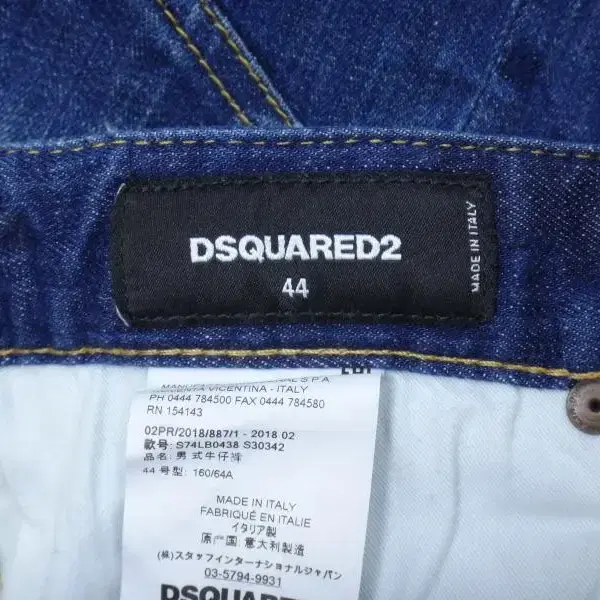 DSQUARED2
44
MADE IN ITALY
S.P.A
VICENTINA - ITALY
PH 0444 784500 FAX 0444 784580
RN 154143
02PR/2018/887/1 - 2018 02
款号: S74LB0438 S30342
品名: 男式牛仔裤
44 号型: 160/64A
MADE IN ITALY
FABRIQUÉ EN ITALIE
イタリア製
原产国: 意大利製造
(株)スタッフインターナショナルジャパン
03-5794-9931
DSQUARED2